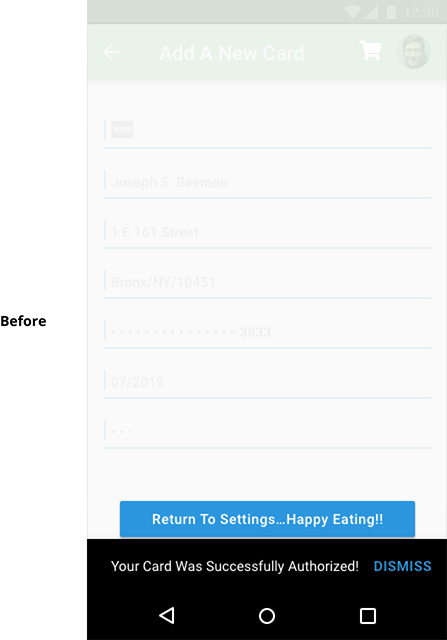 12:30
Add A New Card
VISA
Joseph S. Beeman
1 E 161 Street
Bronx/NY/10451
Before
- - - - - - - - - - - - - - - - 3833
07/2019
- - -
Return To Settings...Happy Eating!!
Your Card Was Successfully Authorized! DISMISS